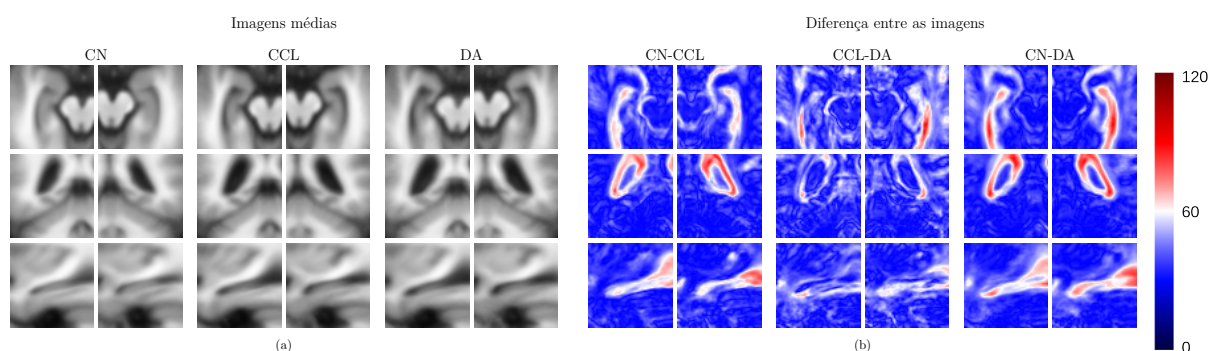 Imagens médias
Diferença entre as imagens
CN
CCL
DA
CN-CCL
CCL-DA
CN-DA
120
60
0
(a)
(b)